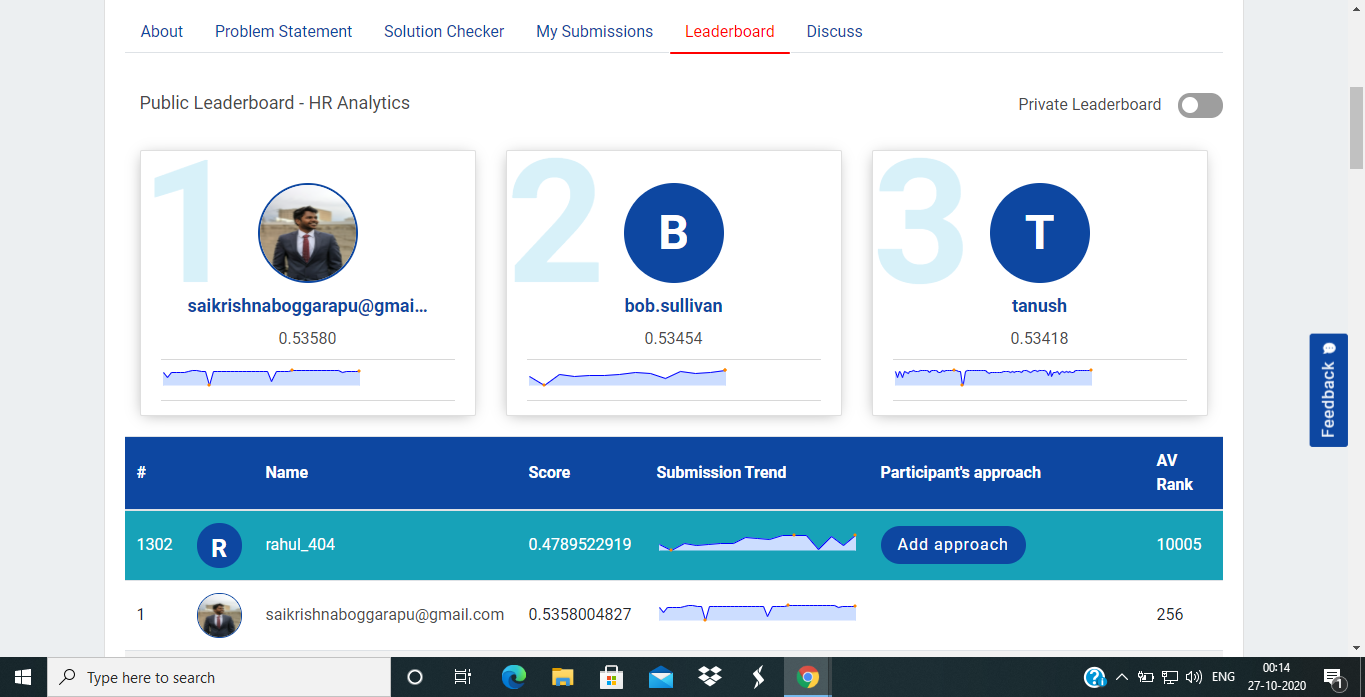 About Problem Statement Solution Checker My Submissions Leaderboard Discuss
Public Leaderboard - HR Analytics Private Leaderboard
1 2 3
B T
saikrishnaboggarapu@gmai... bob.sullivan tanush
0.53580 0.53454 0.53418
Feedback
# Name Score Submission Trend Participant's approach AV Rank
1302 R rahul_404 0.4789522919 Add approach 10005
1 saikrishnaboggarapu@gmail.com 0.5358004827 256
Type here to search ENG 00:14
27-10-2020 1